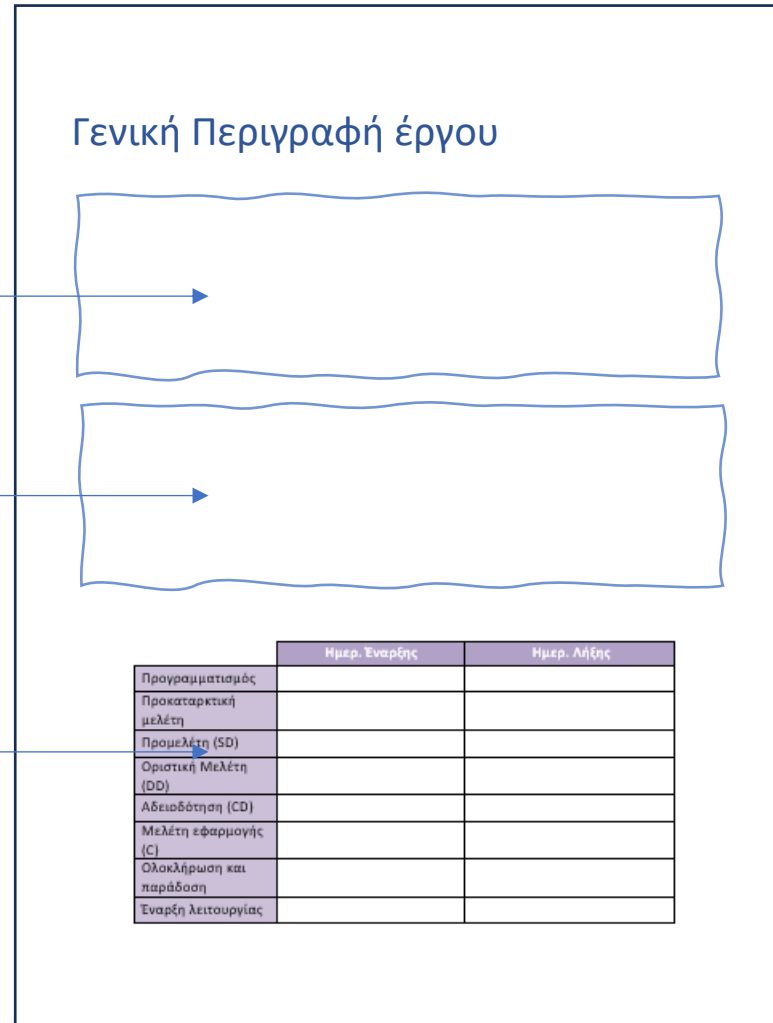 Γενική Περιγραφή έργου
Ημερ. Έναρξης Ημερ. Λήξης
Προγραμματισμός
Προκαταρκτική
μελέτη
Προμελέτη (SD)
Οριστική Μελέτη
(DD)
Αδειοδότηση (CD)
Μελέτη εφαρμογής
(C)
Ολοκλήρωση και
παράδοση
Έναρξη λειτουργίας